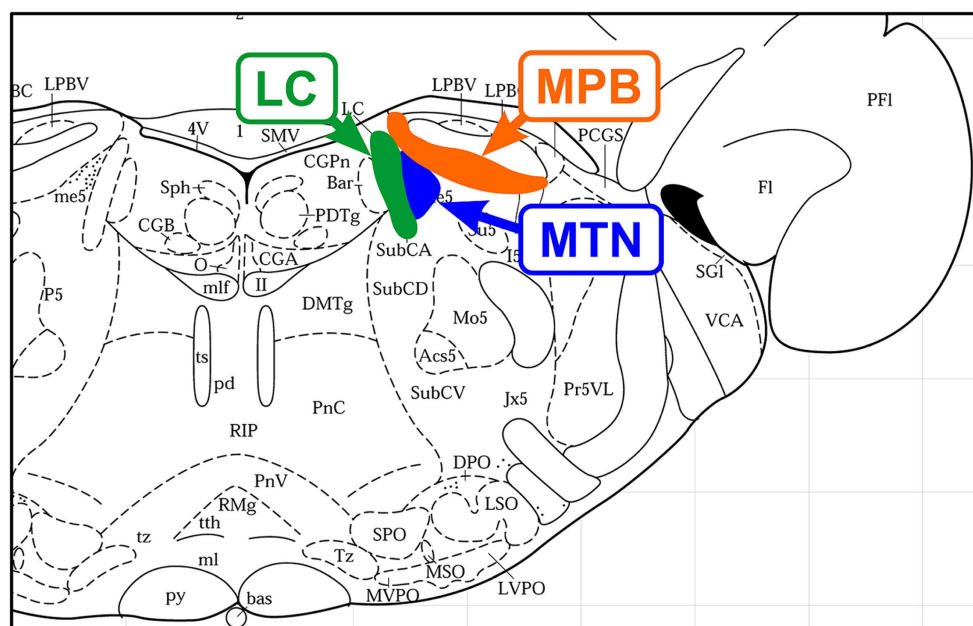 BC
LPBV
LC
LPBV
LPB
MPB
PFl
LC
4V
1
SMV
PCGS
CGPn
me5
Sph
Bar
Fl
PDTg
e5
CGB
Su5
MTN
SubCA
I5
O
CGA
SGl
mlf
II
SubCD
P5
DMTg
VCA
Mo5
ts
Acs5
pd
SubCV
Pr5VL
PnC
Jx5
RIP
DPO
PnV
RMg
LSO
tth
SPO
tz
Tz
ml
MSO
LVPO
py
bas
MVPO